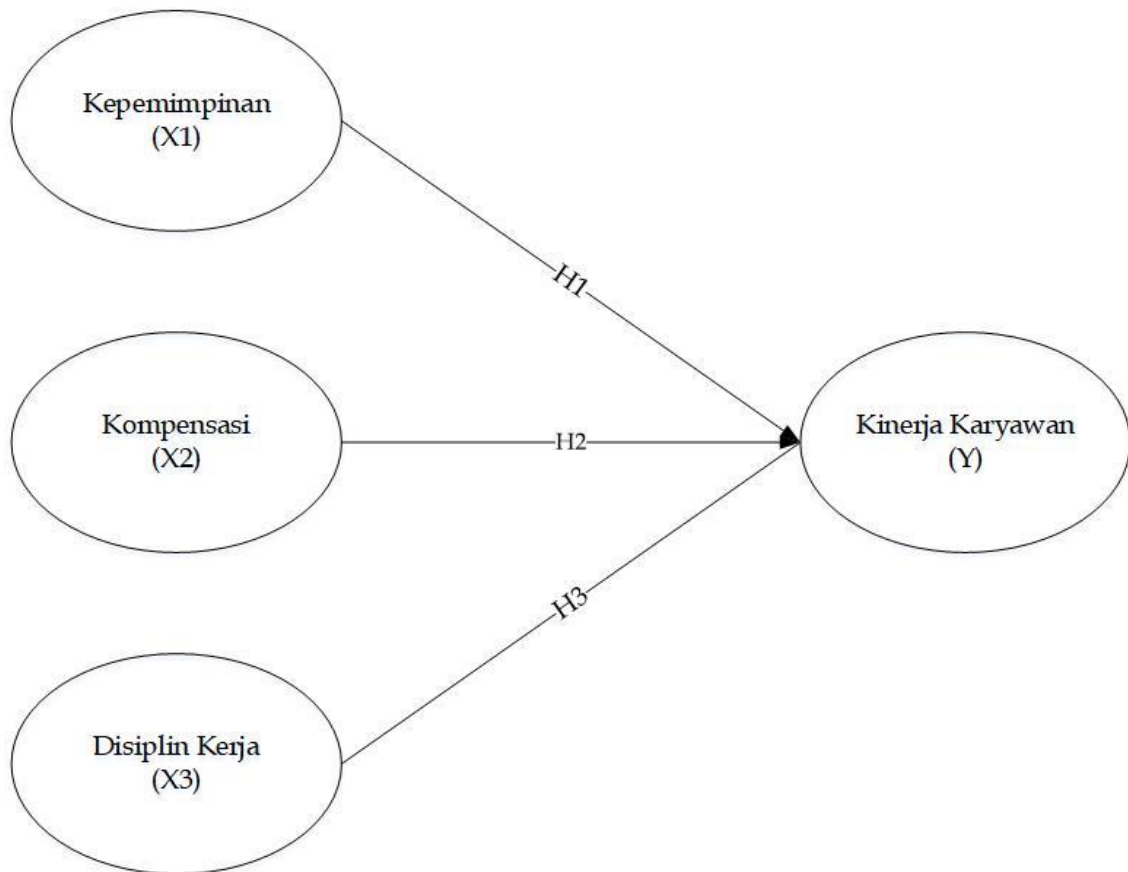 Kepemimpinan
(X1)
H1
Kompensasi
(X2)
H2
Kinerja Karyawan
(Y)
H3
Disiplin Kerja
(X3)